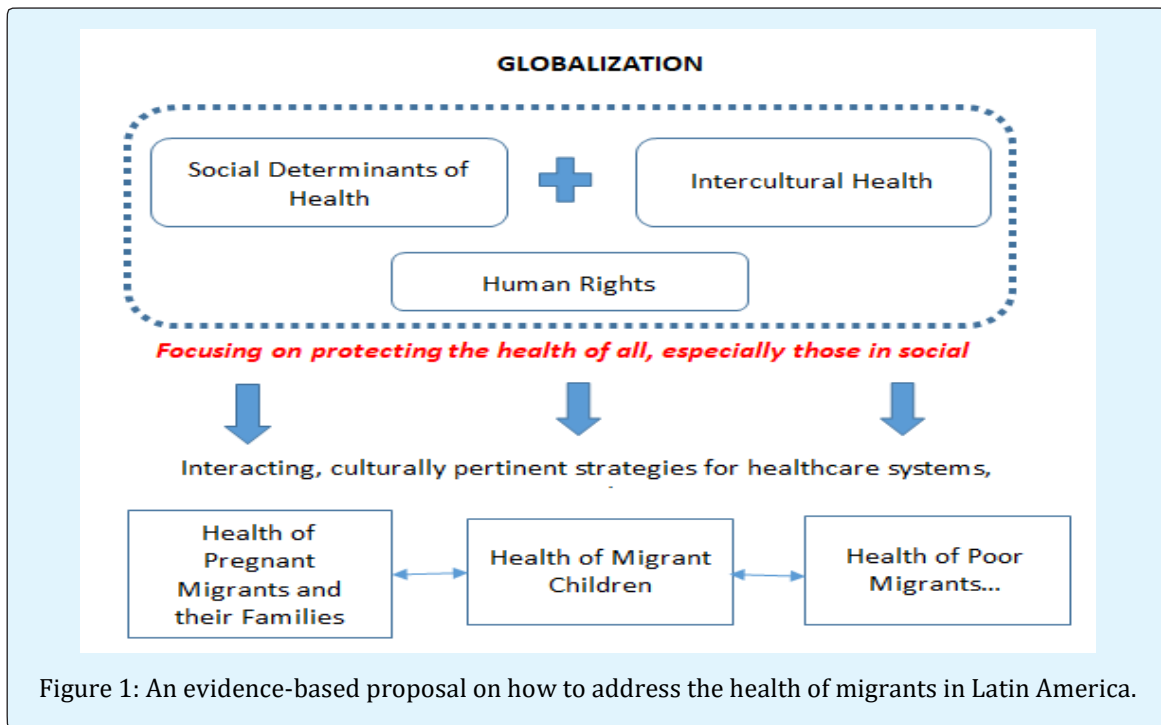 GLOBALIZATION
Social Determinants of
Health
Intercultural Health
Human Rights
Focusing on protecting the health of all, especially those in social
Interacting, culturally pertinent strategies for healthcare systems,
Health of
Pregnant
Migrants and
their Families
Health of Migrant
Children
Health of Poor
Migrants...
Figure 1: An evidence-based proposal on how to address the health of migrants in Latin America.